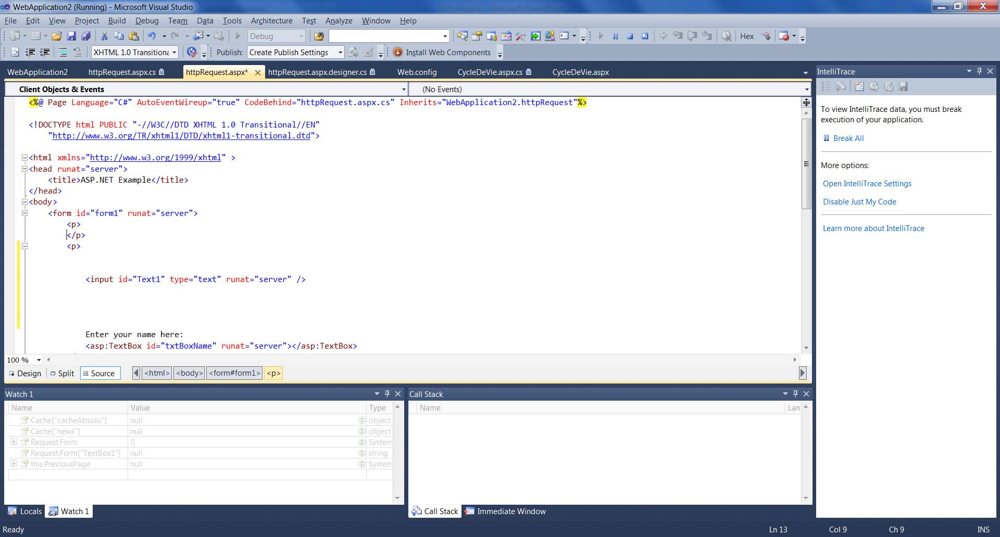 WebApplication2 (Running) - Microsoft Visual Studio
File Edit View Project Build Debug Team Data Tools Architecture Test Analyze Window Help
Debug Hex
XHTML 1.0 Transitiona Publish: Create Publish Settings Install Web Components
WebApplication2 httpRequest.aspx.cs httpRequest.aspx* httpRequest.aspx.designer.cs Web.config CycleDeVie.aspx.cs CycleDeVie.aspx
Client Objects & Events (No Events)
<%@ Page Language="C#" AutoEventWireup="true" CodeBehind="httpRequest.aspx.cs" Inherits="WebApplication2.httpRequest"%>
<!DOCTYPE html PUBLIC "-//W3C//DTD XHTML 1.0 Transitional//EN"
"http://www.w3.org/TR/xhtml1/DTD/xhtml1-transitional.dtd">
<html xmlns="http://www.w3.org/1999/xhtml" >
<head runat="server">
<title>ASP.NET Example</title>
</head>
<body>
<form id="form1" runat="server">
<p>
</p>
<p>
<input id="Text1" type="text" runat="server" />
Enter your name here:
<asp:TextBox id="txtBoxName" runat="server"></asp:TextBox>
100 %
Design Split Source <html> <body> <form#form1> <p>
IntelliTrace
To view IntelliTrace data, you must break
execution of your application.
Break All
More options:
Open IntelliTrace Settings
Disable Just My Code
Learn more about IntelliTrace
Watch 1
Name Value Type
Cache["cacheAbsolu"] null object
Cache["news"] null object
Request.Form {} System
Request.Form["TextBox1"] null string
this.PreviousPage null System
Locals Watch 1
Call Stack
Name Lan
Call Stack Immediate Window
Ready Ln 13 Col 9 Ch 9 INS